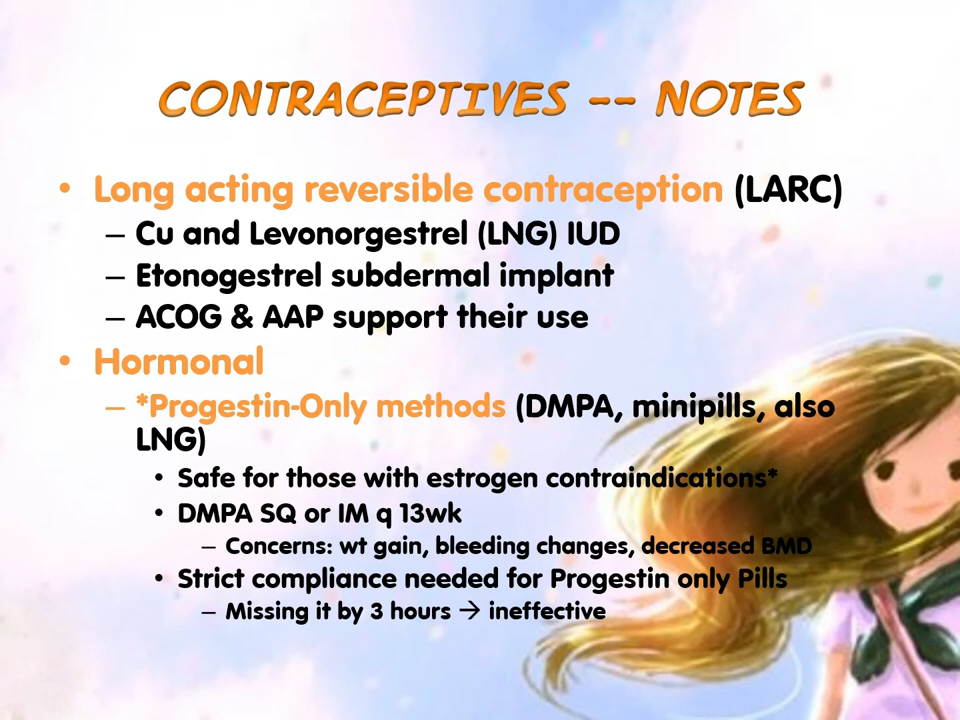 CONTRACEPTIVES -- NOTES
• Long acting reversible contraception (LARC)
– Cu and Levonorgestrel (LNG) IUD
– Etonogestrel subdermal implant
– ACOG & AAP support their use
• Hormonal
– *Progestin-Only methods (DMPA, minipills, also
LNG)
• Safe for those with estrogen contraindications*
• DMPA SQ or IM q 13wk
– Concerns: wt gain, bleeding changes, decreased BMD
• Strict compliance needed for Progestin only Pills
– Missing it by 3 hours → ineffective